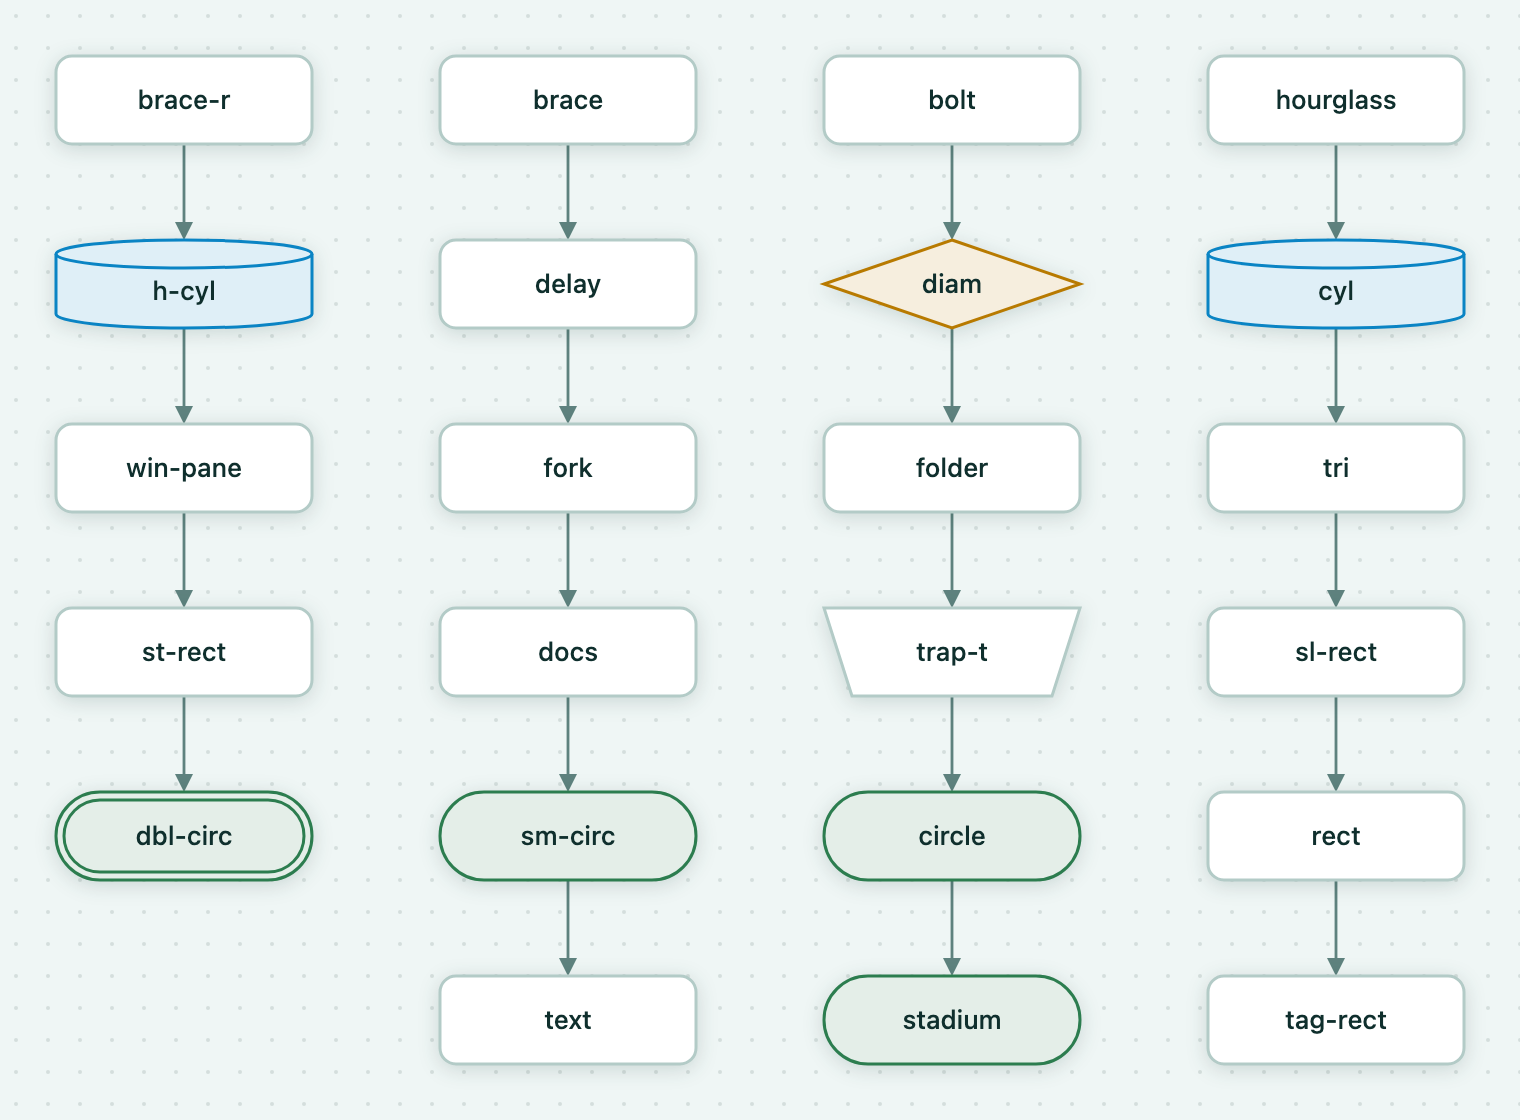 brace-r
brace
bolt
hourglass
h-cyl
delay
diam
cyl
win-pane
fork
folder
tri
st-rect
docs
trap-t
sl-rect
dbl-circ
sm-circ
circle
rect
text
stadium
tag-rect